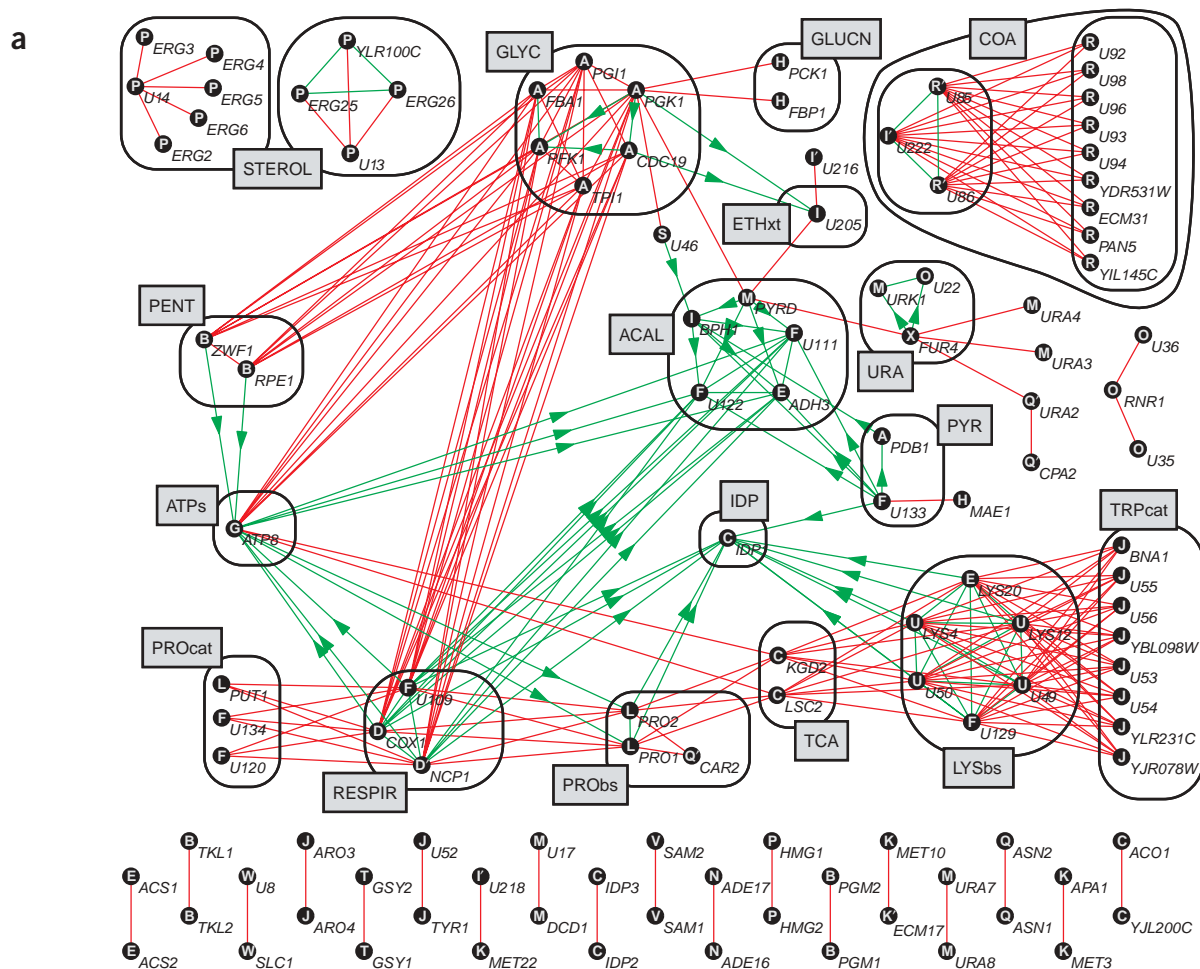 a
STEROL
P ERG3
P ERG4
P U14
P ERG5
P ERG6
P ERG2
P YLR100C
P ERG25
P ERG26
P U13
GLYC
A PGI1
A FBA1
A PGK1
A PFK1
A CDC19
A TPI1
GLUCN
H PCK1
H FBP1
COA
R' U85
I' U222
R' U86
R U92
R U98
R U96
R U93
R U94
R YDR531W
R ECM31
R PAN5
R YIL145C
I' U216
ETHxt
I U205
S U46
PENT
B ZWF1
B RPE1
ACAL
M PYRD
I BPH1
F U111
F U122
E ADH3
URA
M URK1
O U22
X FUR4
M URA4
M URA3
Q' URA2
Q' CPA2
O U36
O RNR1
O U35
PYR
A PDB1
F U133
H MAE1
ATPs
G ATP8
IDP
C IDP
TRPcat
J BNA1
J U55
J U56
J YBL098W
J U53
J U54
J YLR231C
J YJR078W
LYSbs
E LYS20
U LYS4
U LYS12
U U50
U U49
F U129
TCA
C KGD2
C LSC2
PROcat
L PUT1
F U134
F U120
RESPIR
F U109
D COX1
D' NCP1
PRObs
L PRO2
L PRO1
Q' CAR2
B TKL1
J ARO3
J U52
M U17
V SAM2
P HMG1
K MET10
Q ASN2
C ACO1
E ACS1
W U8
T GSY2
I' U218
C IDP3
N ADE17
B PGM2
M URA7
K APA1
B TKL2
J ARO4
J TYR1
M DCD1
V SAM1
P HMG2
K' ECM17
Q ASN1
C YJL200C
E ACS2
W SLC1
T GSY1
K MET22
C IDP2
N ADE16
B PGM1
M URA8
K MET3